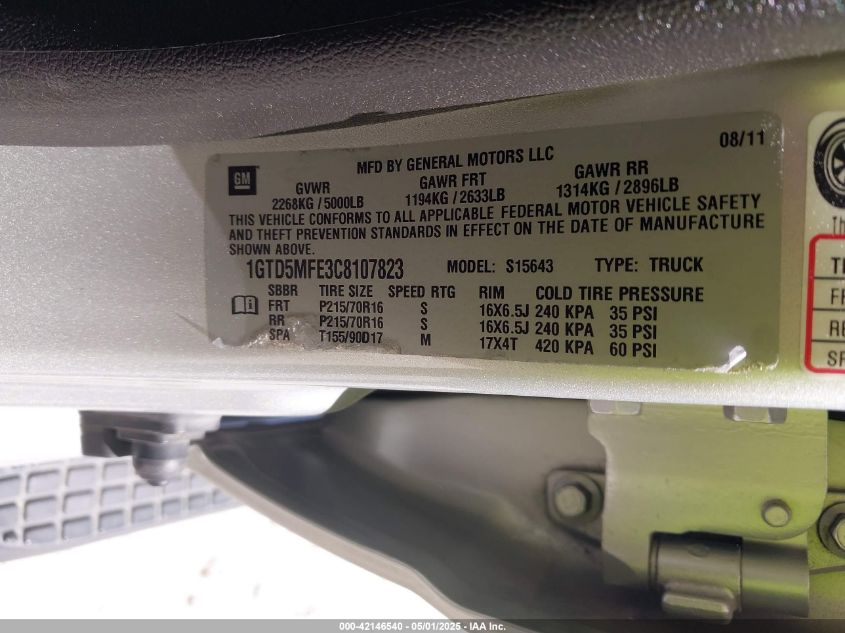 08/11
GM
MFD BY GENERAL MOTORS LLC
GVWR GAWR FRT GAWR RR
2268KG / 5000LB 1194KG / 2633LB 1314KG / 2896LB
THIS VEHICLE CONFORMS TO ALL APPLICABLE FEDERAL MOTOR VEHICLE SAFETY
AND THEFT PREVENTION STANDARDS IN EFFECT ON THE DATE OF MANUFACTURE
SHOWN ABOVE.
1GTD5MFE3C8107823 MODEL: S15643 TYPE: TRUCK
SBBR TIRE SIZE SPEED RTG RIM COLD TIRE PRESSURE
FRT P215/70R16 S 16X6.5J 240 KPA 35 PSI
RR P215/70R16 S 16X6.5J 240 KPA 35 PSI
SPA T155/90D17 M 17X4T 420 KPA 60 PSI
000-42146540 - 05/01/2025 - IAA Inc.